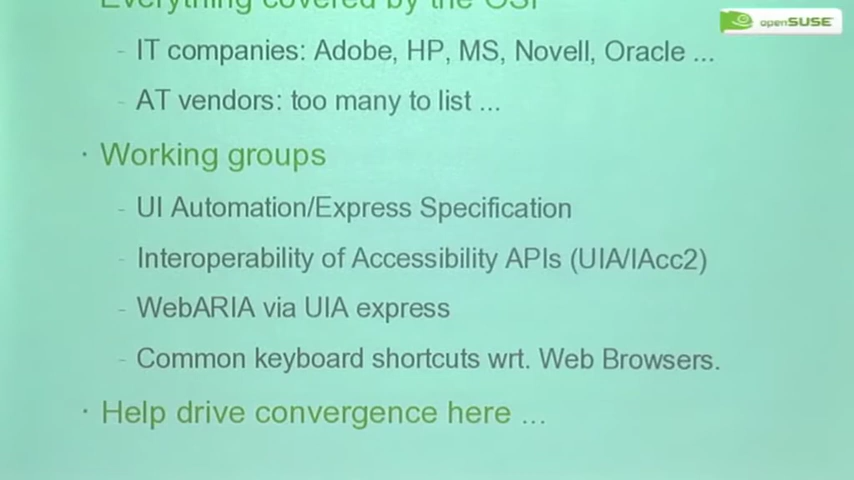 Everything covered by the OSP
openSUSE
- IT companies: Adobe, HP, MS, Novell, Oracle ...
- AT vendors: too many to list ...
· Working groups
- UI Automation/Express Specification
- Interoperability of Accessibility APIs (UIA/IAcc2)
- WebARIA via UIA express
- Common keyboard shortcuts wrt. Web Browsers.
· Help drive convergence here ...